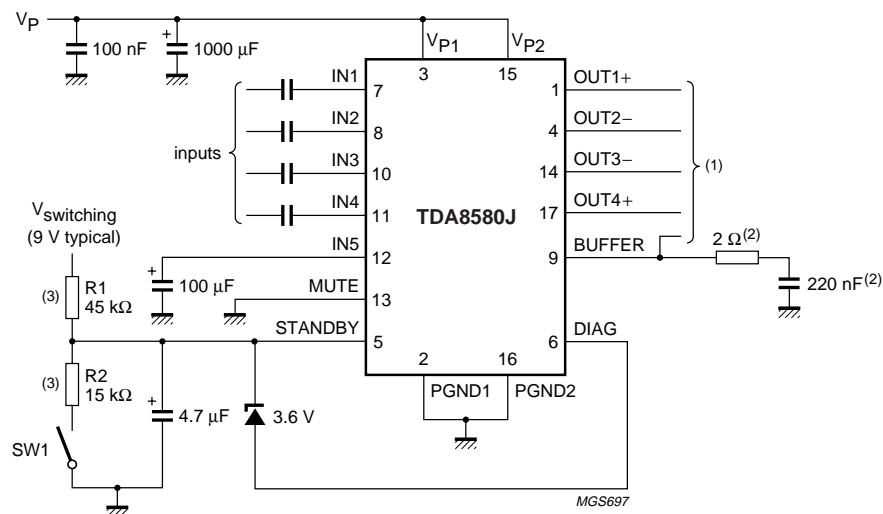 VP
100 nF
+
1000 µF
VP1
VP2
3
15
IN1
7
IN2
8
IN3
10
IN4
11
inputs
IN5
12
+
100 µF
MUTE
13
STANDBY
5
TDA8580J
1
OUT1+
4
OUT2−
14
OUT3−
17
OUT4+
(1)
9
BUFFER
2 Ω(2)
220 nF(2)
6
DIAG
2
16
PGND1
PGND2
Vswitching
(9 V typical)
(3)
R1
45 kΩ
(3)
R2
15 kΩ
+
4.7 µF
3.6 V
SW1
MGS697